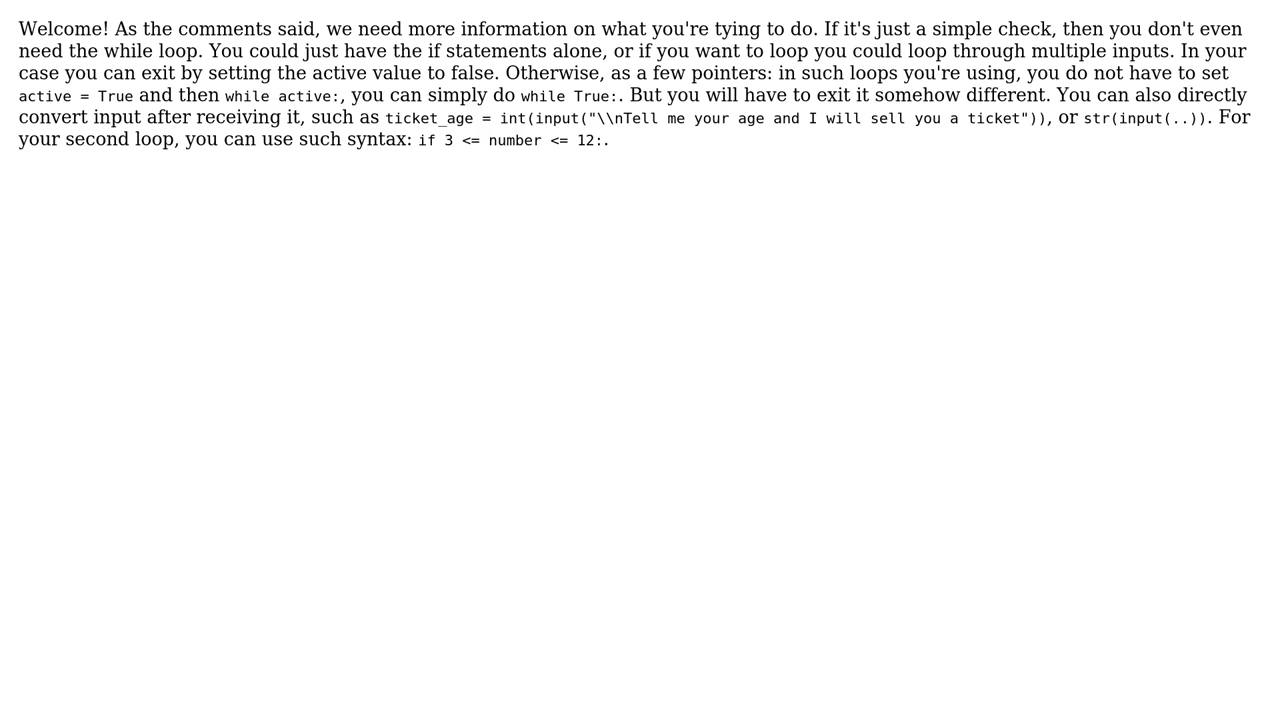 Welcome! As the comments said, we need more information on what you're tying to do. If it's just a simple check, then you don't even
need the while loop. You could just have the if statements alone, or if you want to loop you could loop through multiple inputs. In your
case you can exit by setting the active value to false. Otherwise, as a few pointers: in such loops you're using, you do not have to set
active = True and then while active:, you can simply do while True:. But you will have to exit it somehow different. You can also directly
convert input after receiving it, such as ticket_age = int(input("\\nTell me your age and I will sell you a ticket")), or str(input(..)). For
your second loop, you can use such syntax: if 3 <= number <= 12:.